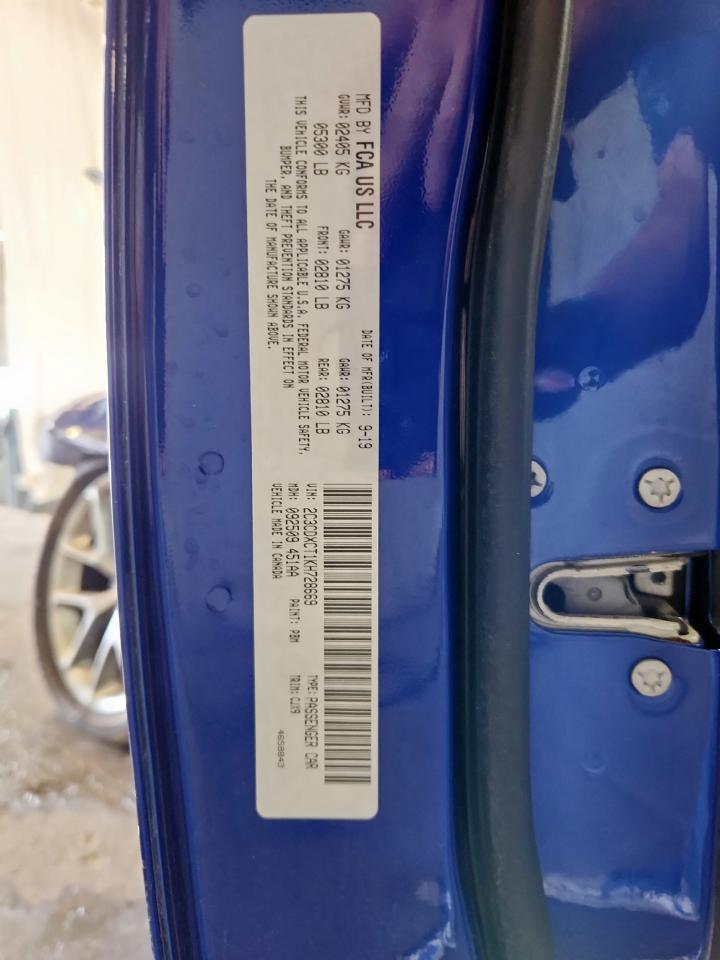 MFD BY FCA US LLC DATE OF MFR(BUILT): 9-19
GVWR: 02405 KG GAWR: 01275 KG GAWR: 01275 KG
05300 LB FRONT: 02810 LB REAR: 02810 LB
THIS VEHICLE CONFORMS TO ALL APPLICABLE U.S.A. FEDERAL MOTOR VEHICLE SAFETY,
BUMPER, AND THEFT PREVENTION STANDARDS IN EFFECT ON
THE DATE OF MANUFACTURE SHOWN ABOVE.
VIN: 2C3CDXCT1KH728669 TYPE: PASSENGER CAR
MDH: 092509 451AA PAINT: PBM TRIM: CJX9
VEHICLE MADE IN CANADA
4658843